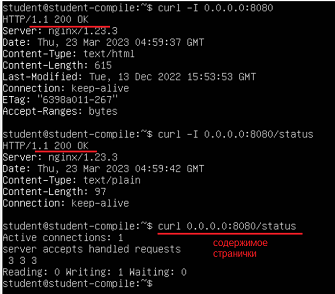 student@student-compile:~$ curl -I 0.0.0.0:8080
HTTP/1.1 200 OK
Server: nginx/1.23.3
Date: Thu, 23 Mar 2023 04:59:37 GMT
Content-Type: text/html
Content-Length: 615
Last-Modified: Tue, 13 Dec 2022 15:53:53 GMT
Connection: keep-alive
ETag: "6398a011-267"
Accept-Ranges: bytes
student@student-compile:~$ curl -I 0.0.0.0:8080/status
HTTP/1.1 200 OK
Server: nginx/1.23.3
Date: Thu, 23 Mar 2023 04:59:42 GMT
Content-Type: text/plain
Content-Length: 97
Connection: keep-alive
student@student-compile:~$ curl 0.0.0.0:8080/status
Active connections: 1
server accepts handled requests
3 3 3
Reading: 0 Writing: 1 Waiting: 0
student@student-compile:~$
содержимое
странички